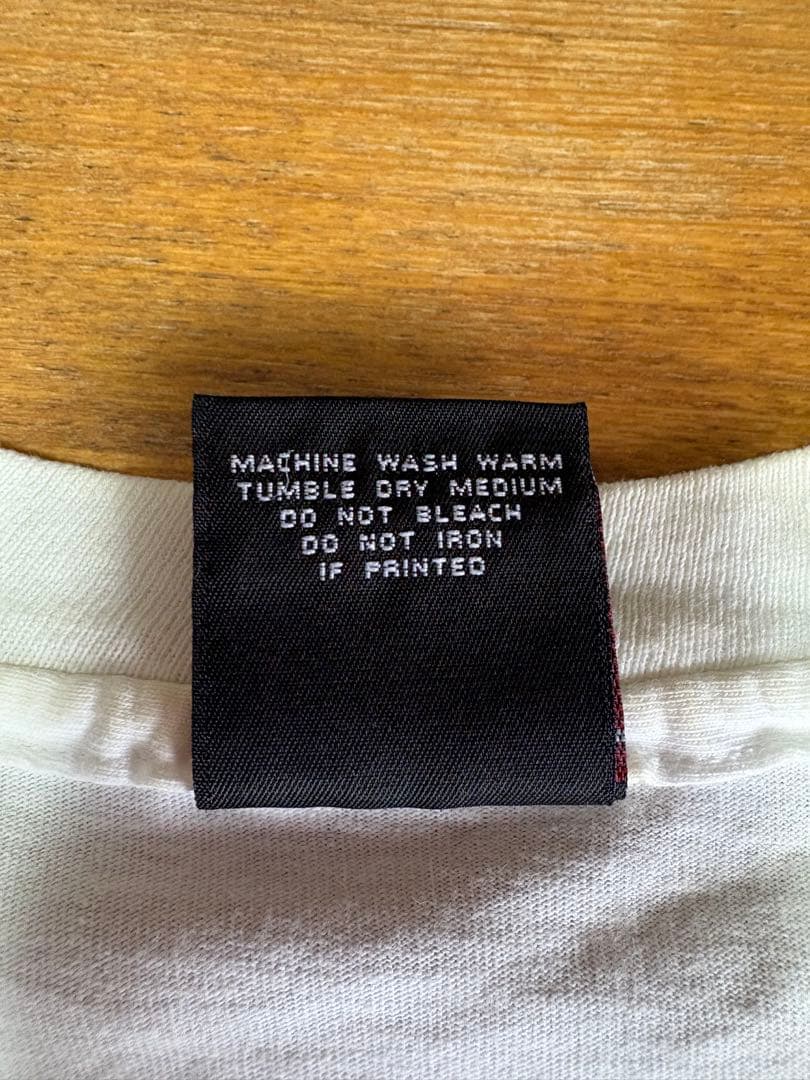 MACHINE WASH WARM
TUMBLE DRY MEDIUM
DO NOT BLEACH
DO NOT IRON
IF PRINTED